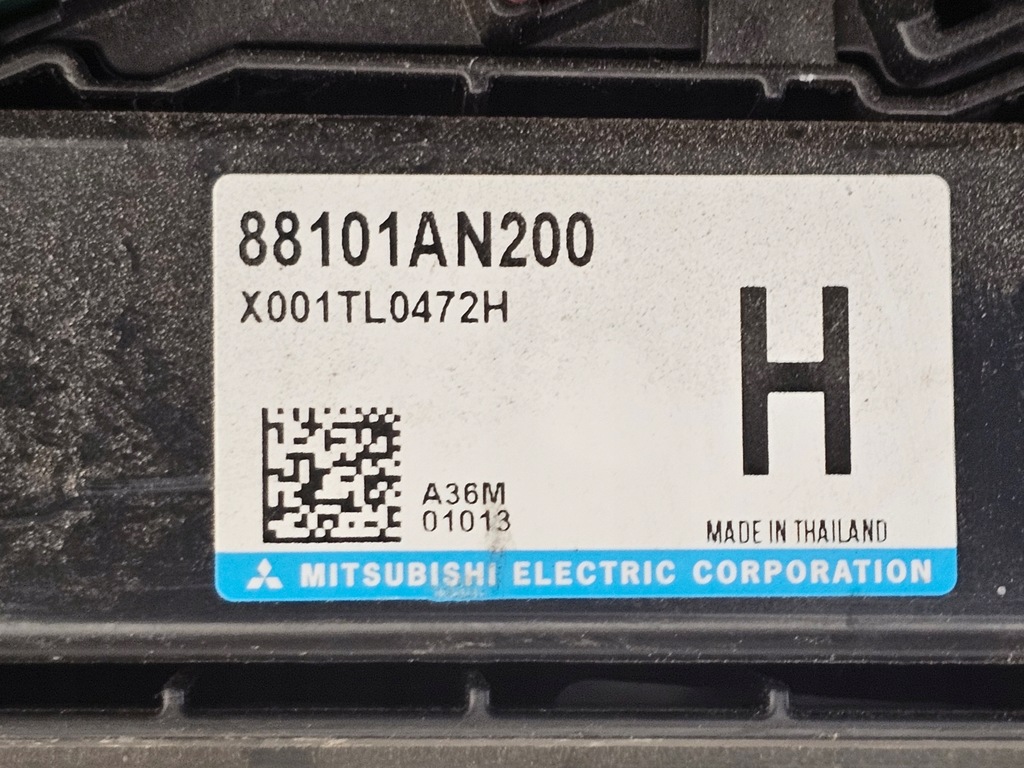 88101AN200
X001TL0472H
H
A36M
01013
MADE IN THAILAND
MITSUBISHI ELECTRIC CORPORATION